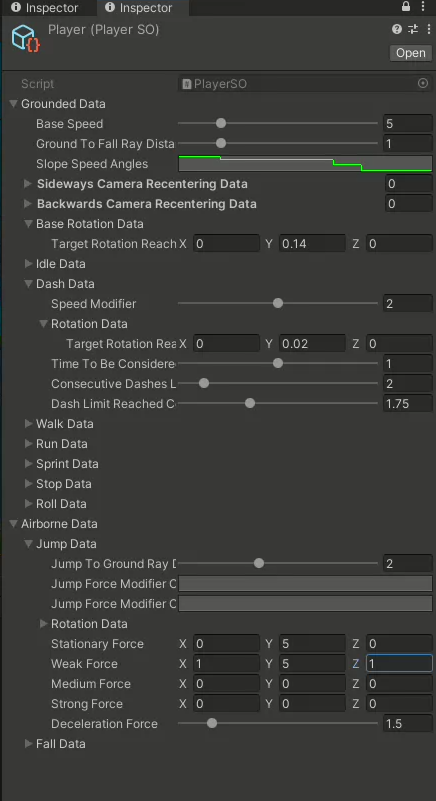 Inspector Inspector
Player (Player SO)
Open
Script PlayerSO
Grounded Data
Base Speed 5
Ground To Fall Ray Dista 1
Slope Speed Angles
Sideways Camera Recentering Data 0
Backwards Camera Recentering Data 0
Base Rotation Data
Target Rotation Reach X 0 Y 0.14 Z 0
Idle Data
Dash Data
Speed Modifier 2
Rotation Data
Target Rotation Rea X 0 Y 0.02 Z 0
Time To Be Considere 1
Consecutive Dashes L 2
Dash Limit Reached C 1.75
Walk Data
Run Data
Sprint Data
Stop Data
Roll Data
Airborne Data
Jump Data
Jump To Ground Ray D 2
Jump Force Modifier C
Jump Force Modifier C
Rotation Data
Stationary Force X 0 Y 5 Z 0
Weak Force X 1 Y 5 Z 1
Medium Force X 0 Y 0 Z 0
Strong Force X 0 Y 0 Z 0
Deceleration Force 1.5
Fall Data